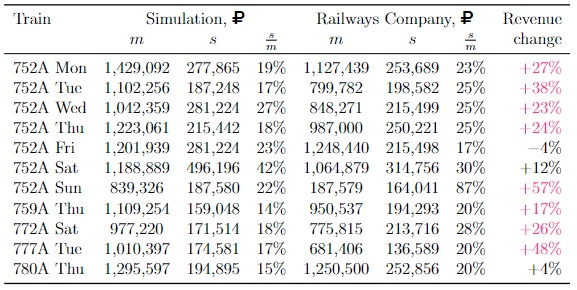 Train Simulation, ₽ Railways Company, ₽ Revenue
m s s/m m s s/m change
752A Mon 1,429,092 277,865 19% 1,127,439 253,689 23% +27%
752A Tue 1,102,256 187,248 17% 799,782 198,582 25% +38%
752A Wed 1,042,359 281,224 27% 848,271 215,499 25% +23%
752A Thu 1,223,061 215,442 18% 987,000 250,221 25% +24%
752A Fri 1,201,939 281,224 23% 1,248,440 215,498 17% −4%
752A Sat 1,188,889 496,196 42% 1,064,879 314,756 30% +12%
752A Sun 839,326 187,580 22% 187,579 164,041 87% +57%
759A Thu 1,109,254 159,048 14% 950,537 194,293 20% +17%
772A Sat 977,220 171,514 18% 775,815 213,716 28% +26%
777A Tue 1,010,397 174,581 17% 681,406 136,589 20% +48%
780A Thu 1,295,597 194,895 15% 1,250,500 252,856 20% +4%